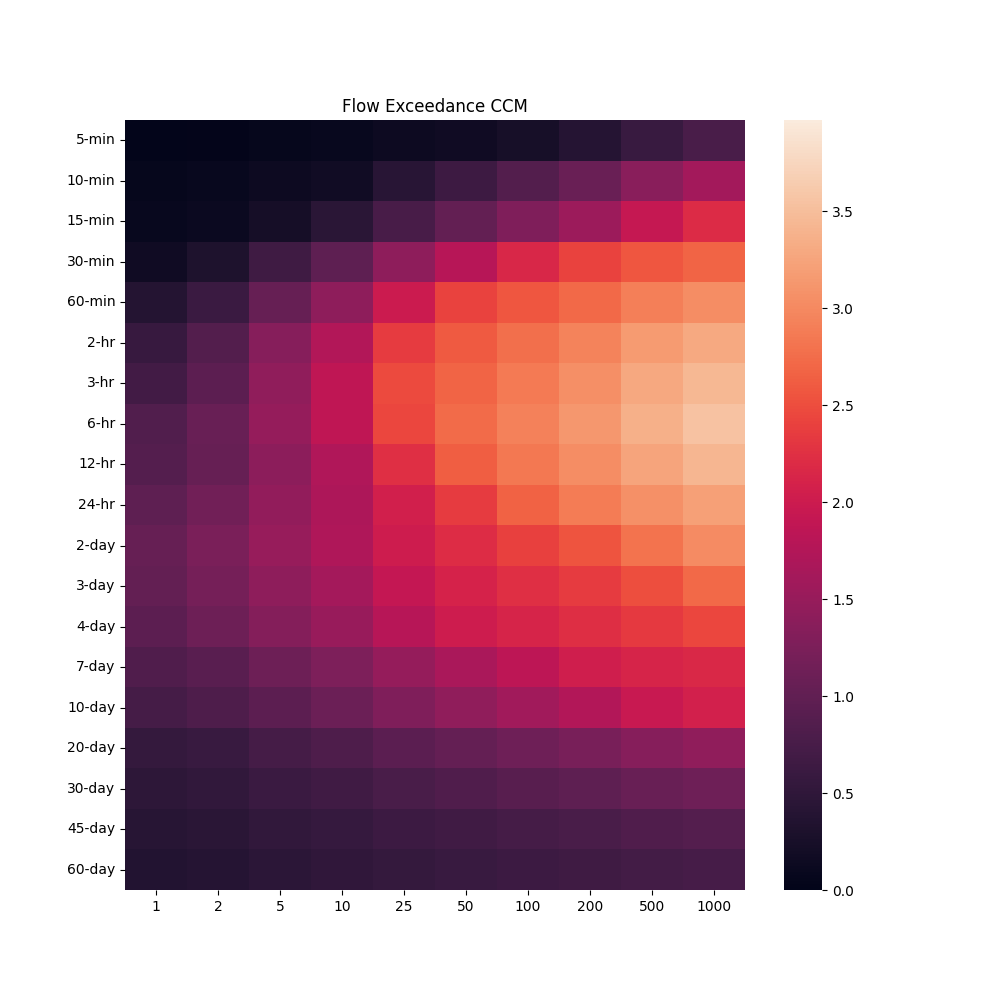 Flow Exceedance CCM
5-min
10-min
15-min
30-min
60-min
2-hr
3-hr
6-hr
12-hr
24-hr
2-day
3-day
4-day
7-day
10-day
20-day
30-day
45-day
60-day
1 2 5 10 25 50 100 200 500 1000
3.5
3.0
2.5
2.0
1.5
1.0
0.5
0.0